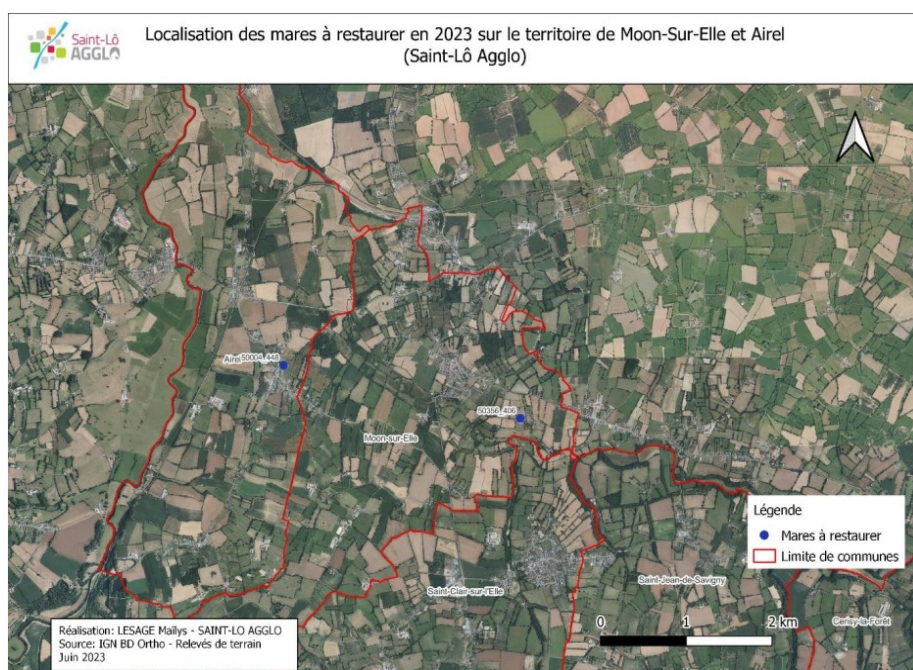 Saint-Lô
AGGLO
Localisation des mares à restaurer en 2023 sur le territoire de Moon-Sur-Elle et Airel
(Saint-Lô Agglo)
Airel
50004_448
50356_406
Moon-sur-Elle
Saint-Clair-sur-l'Elle
Saint-Jean-de-Savigny
Cerisy-la-Forêt
Légende
Mares à restaurer
Limite de communes
0 1 2 km
Réalisation: LESAGE Maïlys - SAINT-LO AGGLO
Source: IGN BD Ortho - Relevés de terrain
Juin 2023